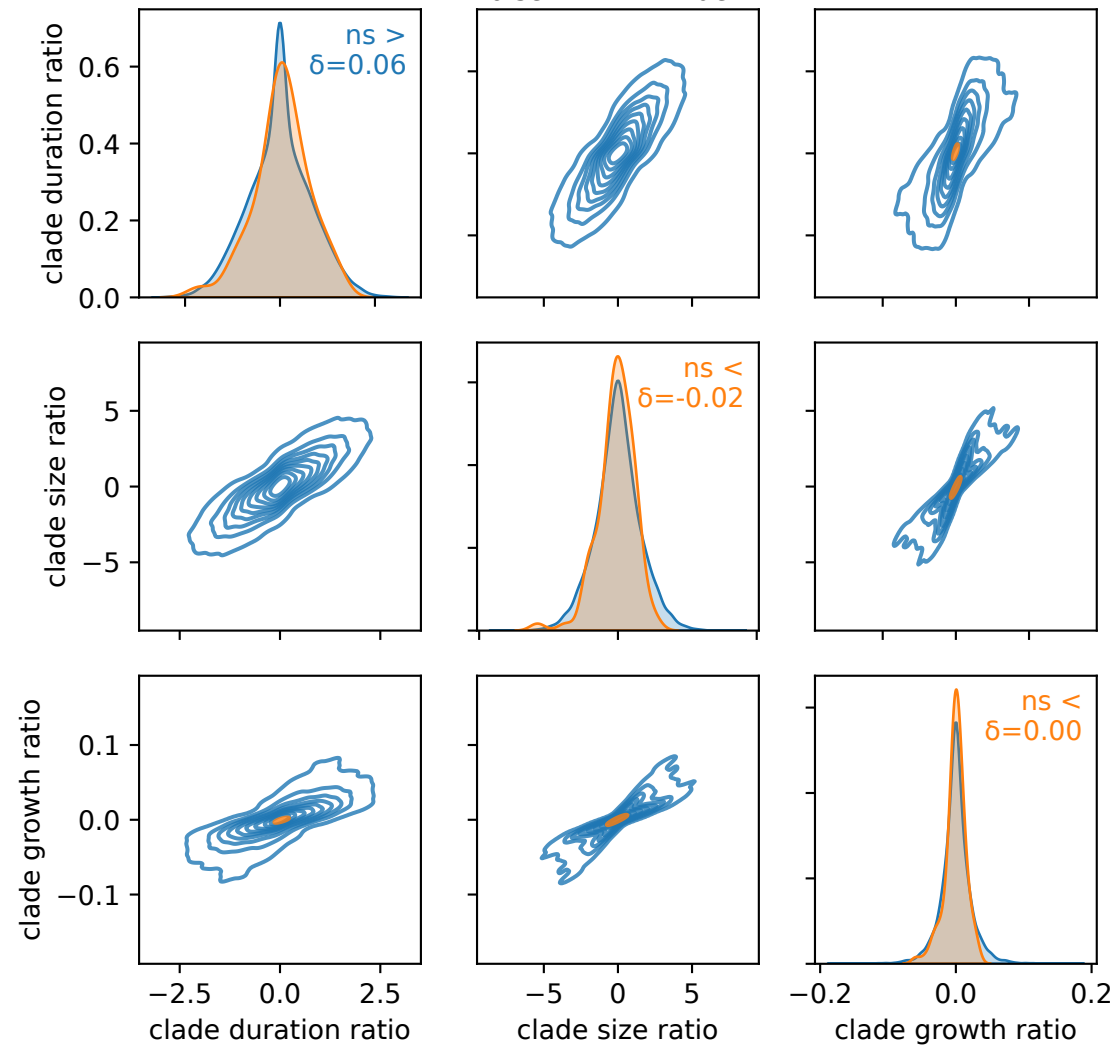 clade duration ratio
0.6
0.4
0.2
0.0
ns >
δ=0.06
clade size ratio
5
0
−5
ns <
δ=-0.02
clade growth ratio
0.1
0.0
−0.1
ns <
δ=0.00
−2.5 0.0 2.5
−5 0 5
−0.2 0.0 0.2
clade duration ratio
clade size ratio
clade growth ratio